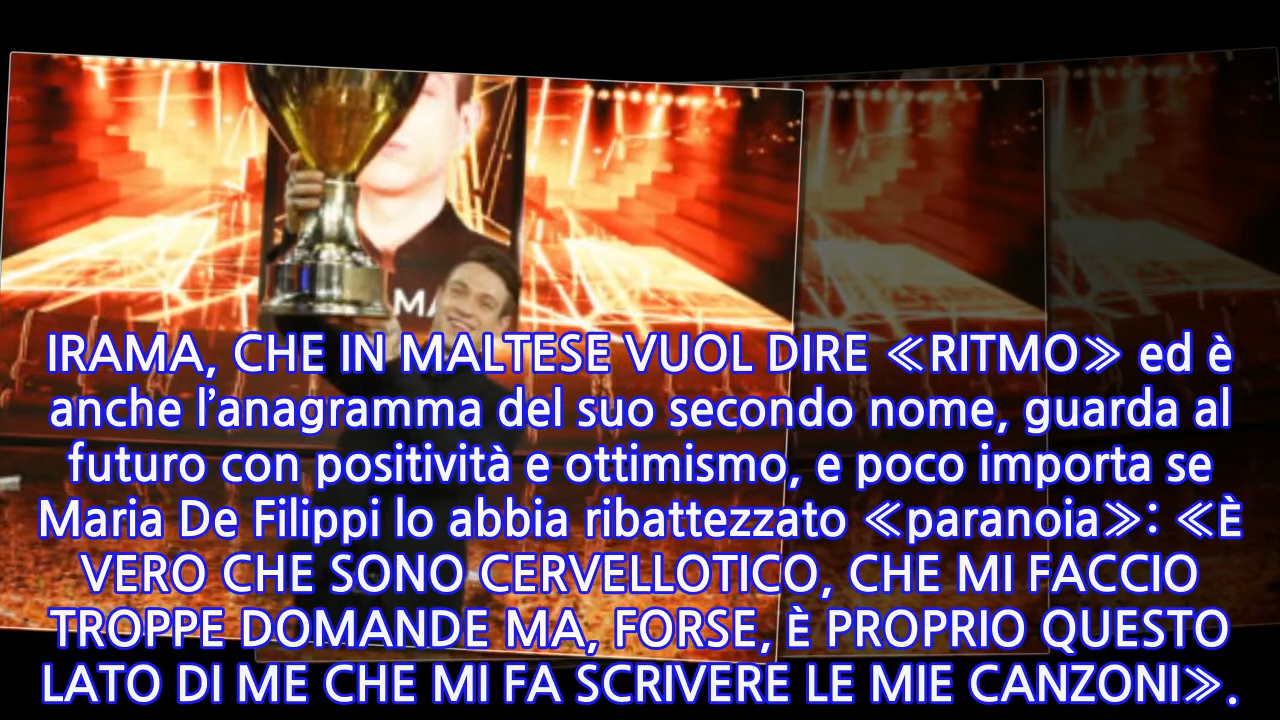 MA
IRAMA, CHE IN MALTESE VUOL DIRE ≪RITMO≫ ed è
anche l’anagramma del suo secondo nome, guarda al
futuro con positività e ottimismo, e poco importa se
Maria De Filippi lo abbia ribattezzato ≪paranoia≫: ≪È
VERO CHE SONO CERVELLOTICO, CHE MI FACCIO
TROPPE DOMANDE MA, FORSE, È PROPRIO QUESTO
LATO DI ME CHE MI FA SCRIVERE LE MIE CANZONI≫.